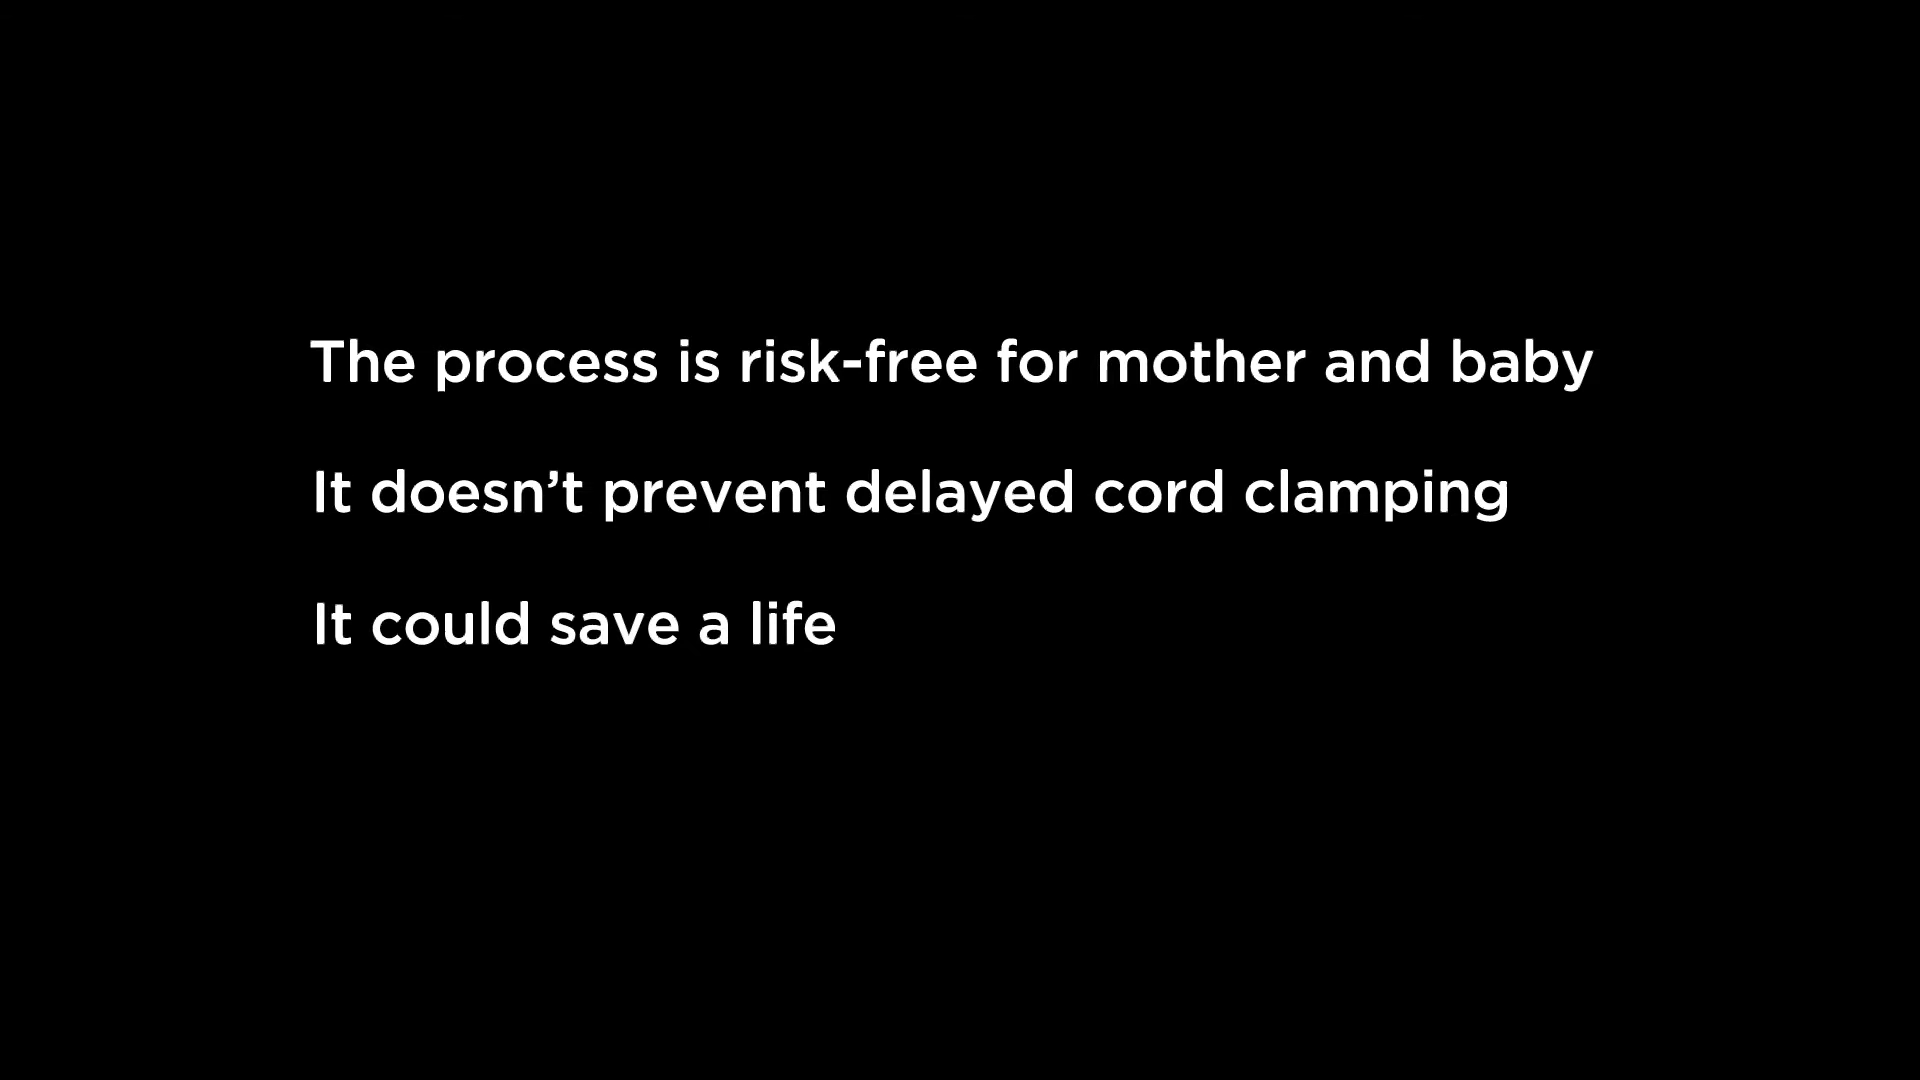 The process is risk-free for mother and baby
It doesn’t prevent delayed cord clamping
It could save a life